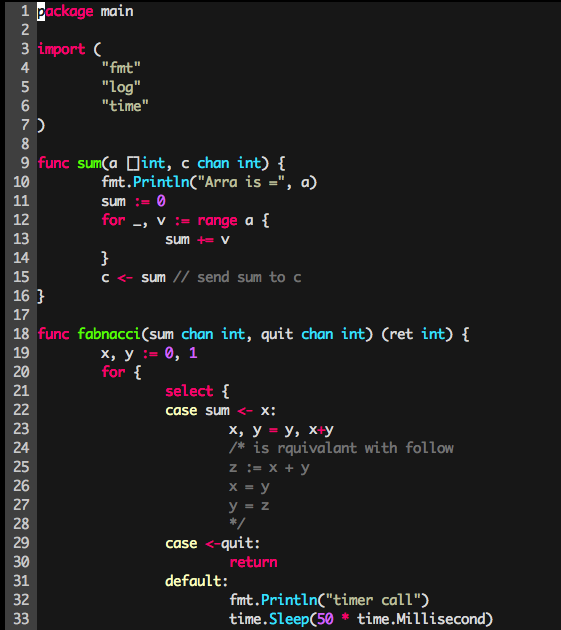 1 package main
2
3 import (
4 "fmt"
5 "log"
6 "time"
7 )
8
9 func sum(a []int, c chan int) {
10 fmt.Println("Arra is =", a)
11 sum := 0
12 for _, v := range a {
13 sum += v
14 }
15 c <- sum // send sum to c
16 }
17
18 func fabnacci(sum chan int, quit chan int) (ret int) {
19 x, y := 0, 1
20 for {
21 select {
22 case sum <- x:
23 x, y = y, x+y
24 /* is rquivalant with follow
25 z := x + y
26 x = y
27 y = z
28 */
29 case <-quit:
30 return
31 default:
32 fmt.Println("timer call")
33 time.Sleep(50 * time.Millisecond)